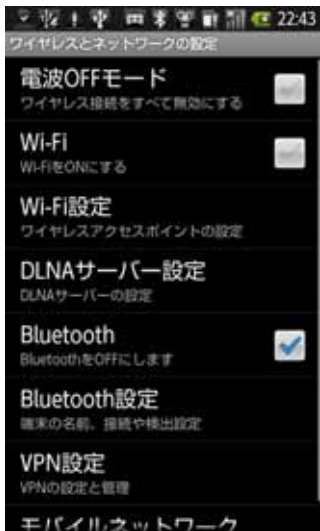 22:43
ワイヤレスとネットワークの設定
電波OFFモード
ワイヤレス接続をすべて無効にする
Wi-Fi
Wi-FiをONにする
Wi-Fi設定
ワイヤレスアクセスポイントの設定
DLNAサーバー設定
DLNAサーバーの設定
Bluetooth
BluetoothをOFFにします
Bluetooth設定
端末の名前、接続や検出設定
VPN設定
VPNの設定と管理
モバイルネットワーク